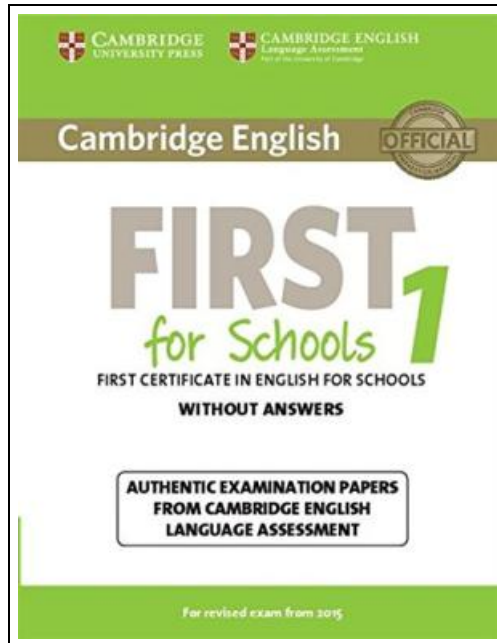 CAMBRIDGE
UNIVERSITY PRESS
CAMBRIDGE ENGLISH
Language Assessment
Part of the University of Cambridge
Cambridge English
OFFICIAL
FIRST
for Schools 1
FIRST CERTIFICATE IN ENGLISH FOR SCHOOLS
WITHOUT ANSWERS
AUTHENTIC EXAMINATION PAPERS
FROM CAMBRIDGE ENGLISH
LANGUAGE ASSESSMENT
For revised exam from 2015